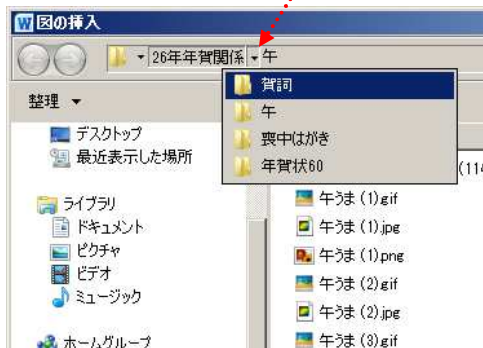 図の挿入
26年年賀関係 午
賀詞
午
喪中はがき
年賀状60
整理
デスクトップ
最近表示した場所
ライブラリ
ドキュメント
ピクチャ
ビデオ
ミュージック
ホームグループ
(114
午うま (1).gif
午うま (1).jpg
午うま (1).png
午うま (2).gif
午うま (2).jpg
午うま (3).gif